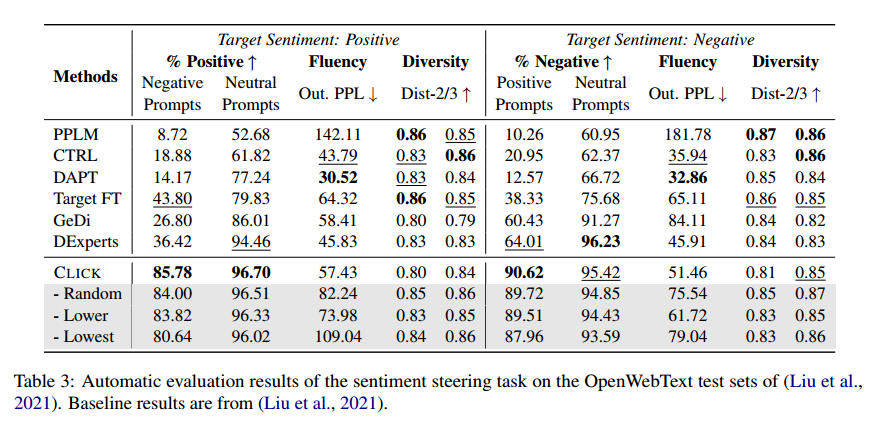 Target Sentiment: Positive Target Sentiment: Negative
Methods % Positive ↑ Fluency Diversity % Negative ↑ Fluency Diversity
Negative Prompts Neutral Prompts Out. PPL ↓ Dist-2/3 ↑ Positive Prompts Neutral Prompts Out. PPL ↓ Dist-2/3 ↑
PPLM 8.72 52.68 142.11 0.86 0.85 10.26 60.95 181.78 0.87 0.86
CTRL 18.88 61.82 43.79 0.83 0.86 20.95 62.37 35.94 0.83 0.86
DAPT 14.17 77.24 30.52 0.83 0.84 12.57 66.72 32.86 0.85 0.84
Target FT 43.80 79.83 64.32 0.86 0.85 38.33 75.68 65.11 0.86 0.85
GeDi 26.80 86.01 58.41 0.80 0.79 60.43 91.27 84.11 0.84 0.82
DExperts 36.42 94.46 45.83 0.83 0.83 64.01 96.23 45.91 0.84 0.83
CLICK 85.78 96.70 57.43 0.80 0.84 90.62 95.42 51.46 0.81 0.85
- Random 84.00 96.51 82.24 0.85 0.86 89.72 94.85 75.54 0.85 0.87
- Lower 83.82 96.33 73.98 0.83 0.85 89.51 94.43 61.72 0.83 0.85
- Lowest 80.64 96.02 109.04 0.84 0.86 87.96 93.59 79.04 0.83 0.86
Table 3: Automatic evaluation results of the sentiment steering task on the OpenWebText test sets of (Liu et al.,
2021). Baseline results are from (Liu et al., 2021).